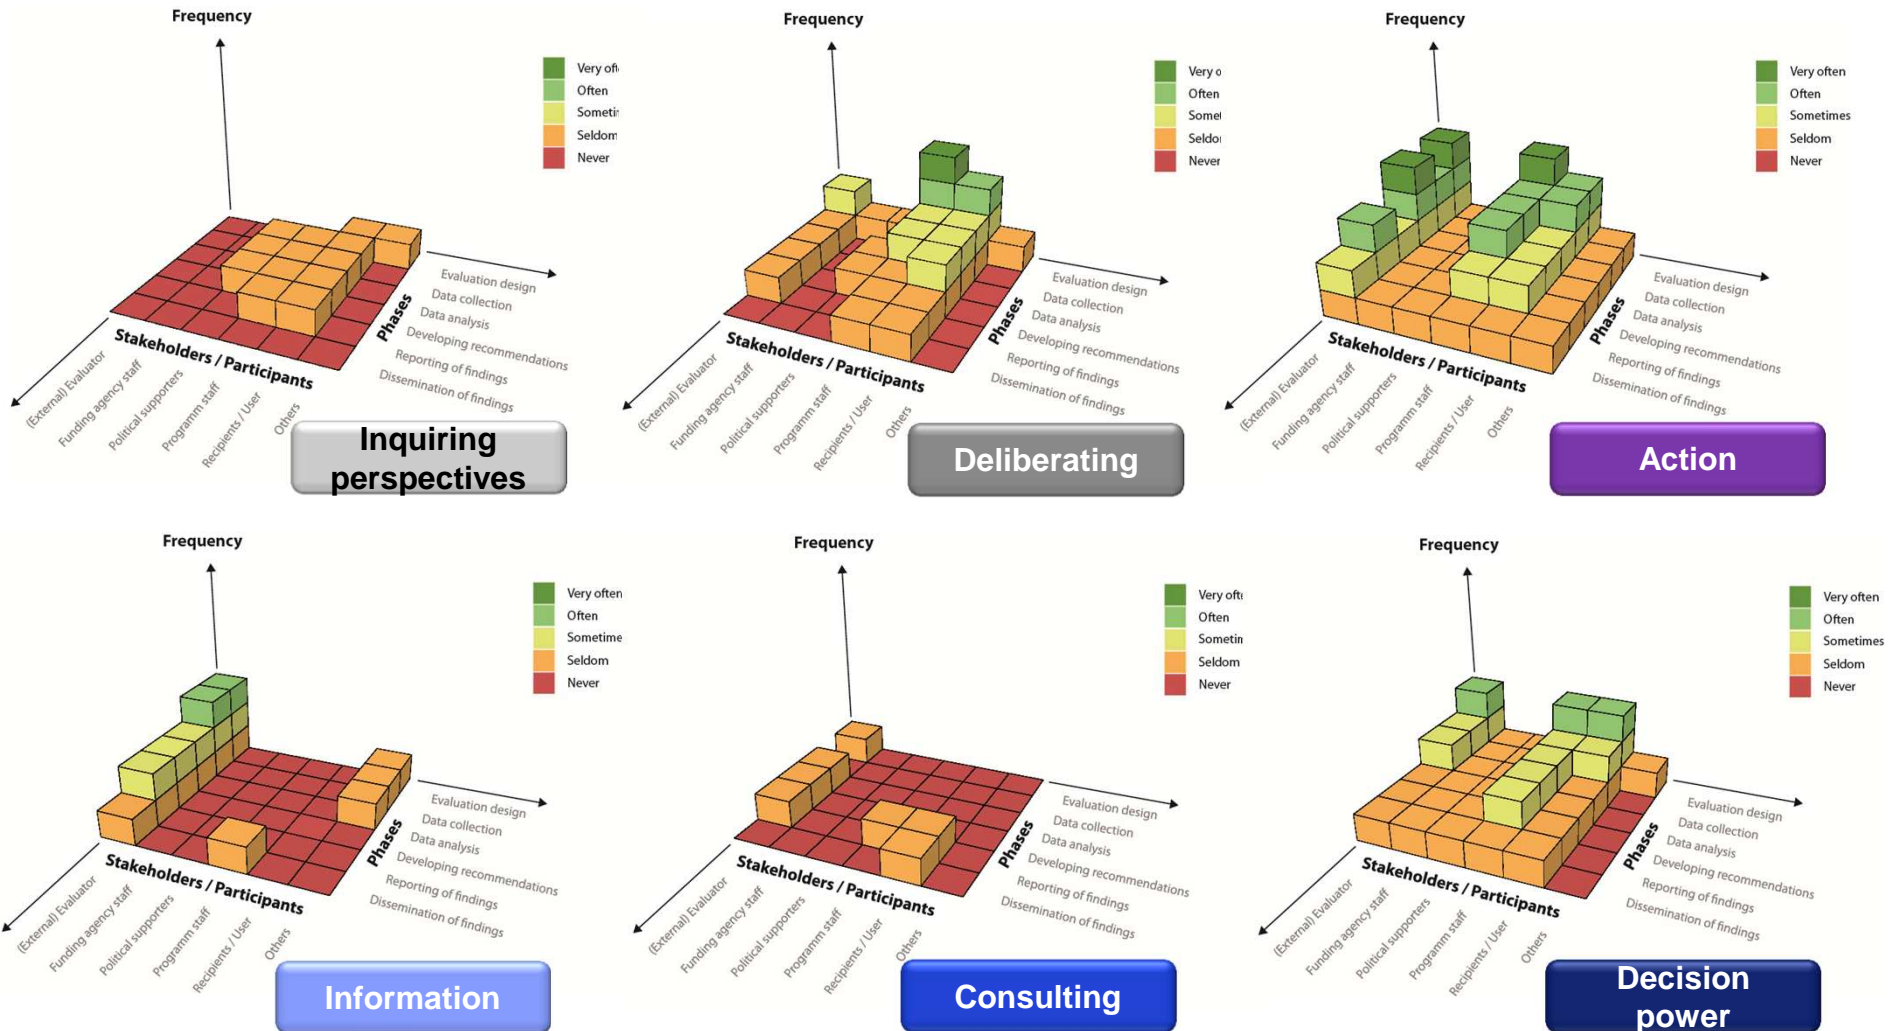 Frequency
Very oft
Often
Someti
Seldom
Never
Evaluation design
Data collection
Data analysis
Developing recommendations
Reporting of findings
Dissemination of findings
Phases
Stakeholders / Participants
(External) Evaluator
Funding agency staff
Political supporters
Programm staff
Recipients / User
Others
Inquiring
perspectives
Frequency
Very o
Often
Some
Seldo
Never
Evaluation design
Data collection
Data analysis
Developing recommendations
Reporting of findings
Dissemination of findings
Phases
Stakeholders / Participants
(External) Evaluator
Funding agency staff
Political supporters
Programm staff
Recipients / User
Others
Deliberating
Frequency
Very often
Often
Sometimes
Seldom
Never
Evaluation design
Data collection
Data analysis
Developing recommendations
Reporting of findings
Dissemination of findings
Phases
Stakeholders / Participants
(External) Evaluator
Funding agency staff
Political supporters
Programm staff
Recipients / User
Others
Action
Frequency
Very often
Often
Sometime
Seldom
Never
Evaluation design
Data collection
Data analysis
Developing recommendations
Reporting of findings
Dissemination of findings
Phases
Stakeholders / Participants
(External) Evaluator
Funding agency staff
Political supporters
Programm staff
Recipients / User
Others
Information
Frequency
Very oft
Often
Sometin
Seldom
Never
Evaluation design
Data collection
Data analysis
Developing recommendations
Reporting of findings
Dissemination of findings
Phases
Stakeholders / Participants
(External) Evaluator
Funding agency staff
Political supporters
Programm staff
Recipients / User
Others
Consulting
Frequency
Very often
Often
Sometimes
Seldom
Never
Evaluation design
Data collection
Data analysis
Developing recommendations
Reporting of findings
Dissemination of findings
Phases
Stakeholders / Participants
(External) Evaluator
Funding agency staff
Political supporters
Programm staff
Recipients / User
Others
Decision
power